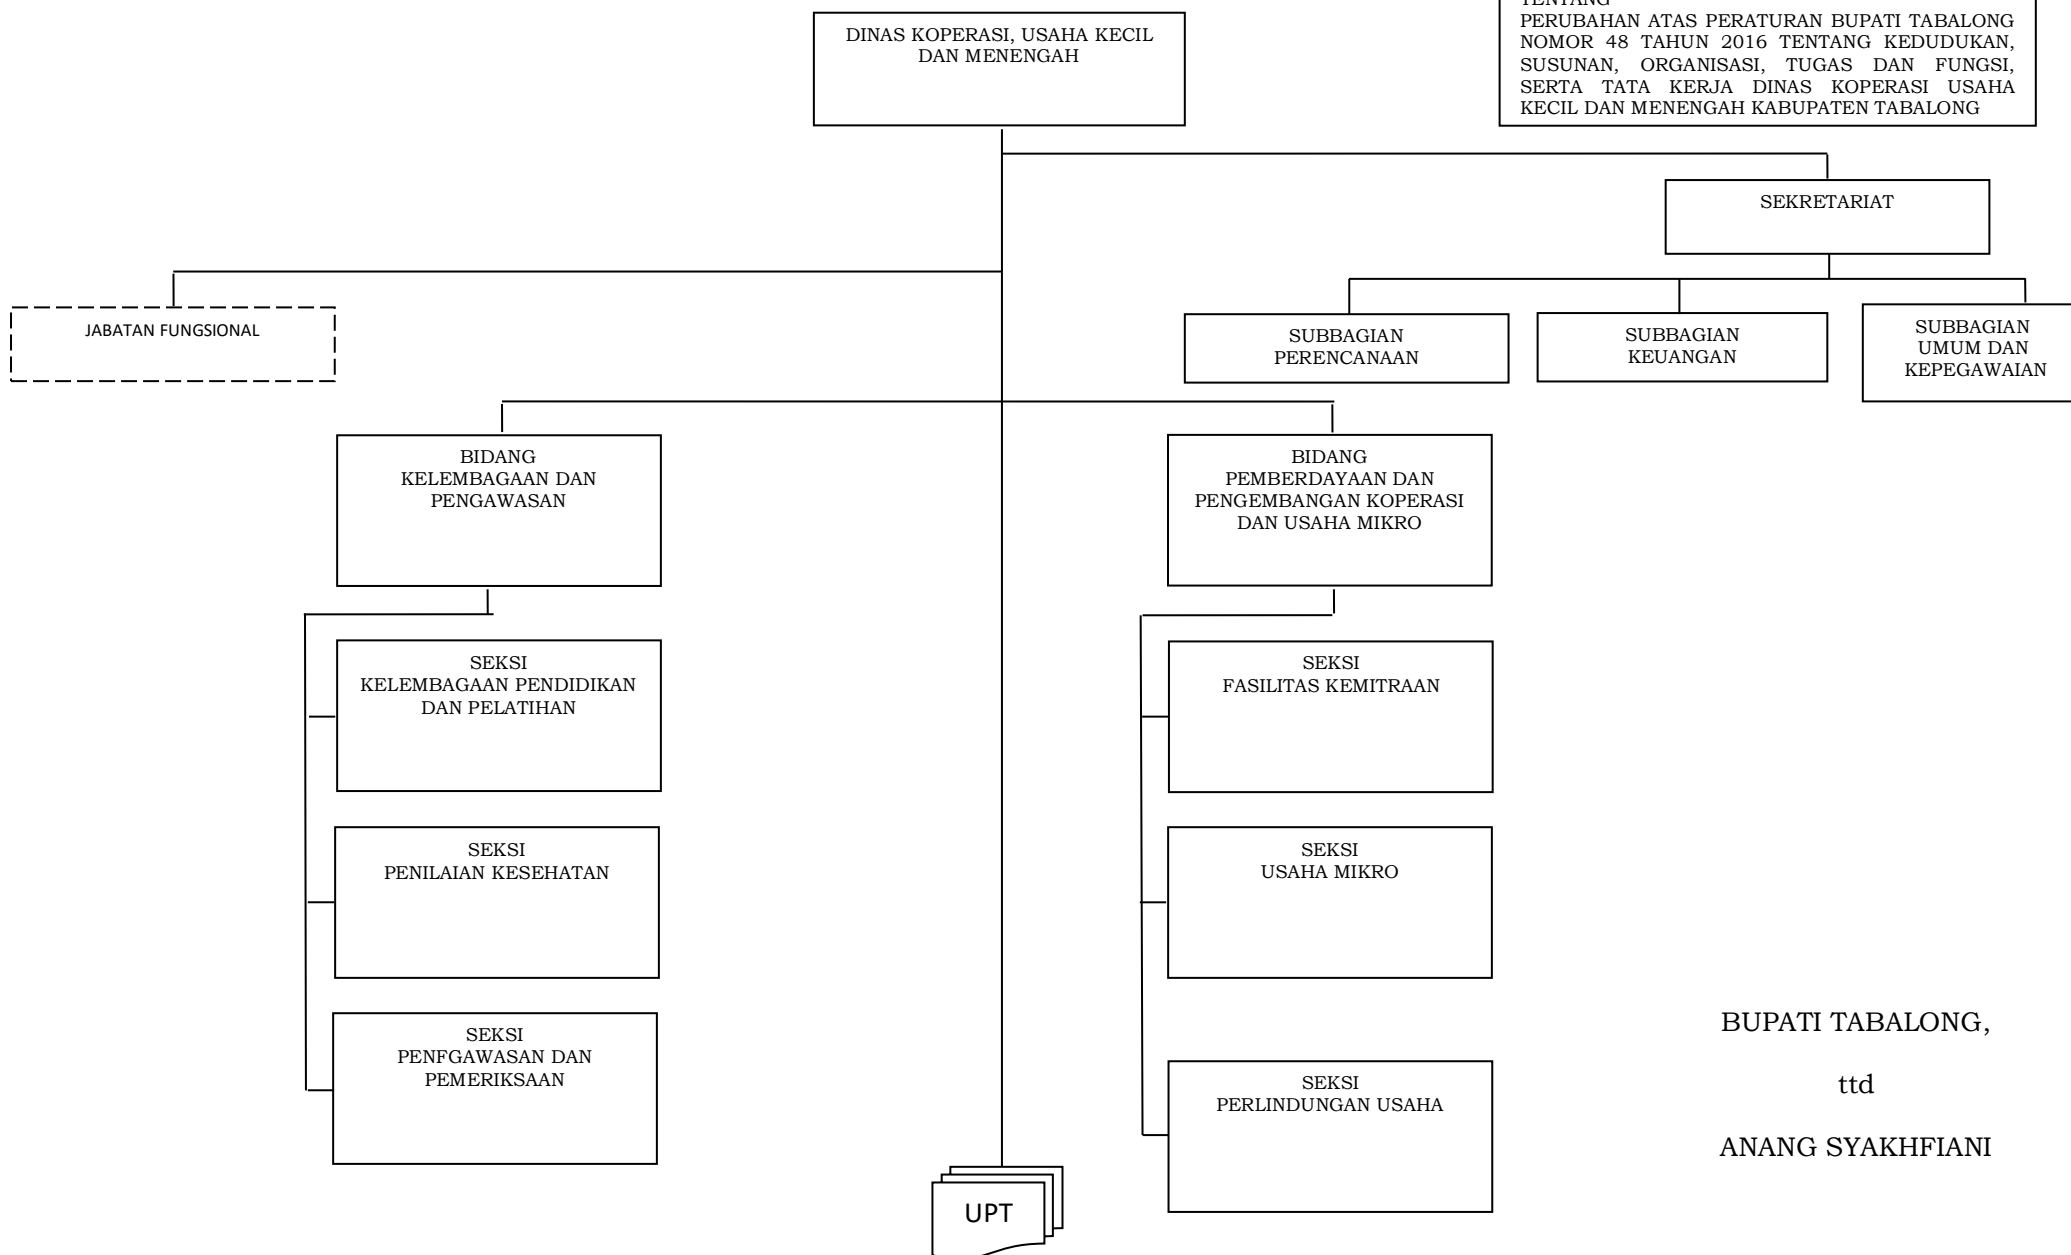 DINAS KOPERASI, USAHA KECIL
DAN MENENGAH
TENTANG
PERUBAHAN ATAS PERATURAN BUPATI TABALONG
NOMOR 48 TAHUN 2016 TENTANG KEDUDUKAN,
SUSUNAN, ORGANISASI, TUGAS DAN FUNGSI,
SERTA TATA KERJA DINAS KOPERASI USAHA
KECIL DAN MENENGAH KABUPATEN TABALONG
SEKRETARIAT
JABATAN FUNGSIONAL
SUBBAGIAN
PERENCANAAN
SUBBAGIAN
KEUANGAN
SUBBAGIAN
UMUM DAN
KEPEGAWAIAN
BIDANG
KELEMBAGAAN DAN
PENGAWASAN
BIDANG
PEMBERDAYAAN DAN
PENGEMBANGAN KOPERASI
DAN USAHA MIKRO
SEKSI
KELEMBAGAAN PENDIDIKAN
DAN PELATIHAN
SEKSI
FASILITAS KEMITRAAN
SEKSI
PENILAIAN KESEHATAN
SEKSI
USAHA MIKRO
SEKSI
PENFGAWASAN DAN
PEMERIKSAAN
SEKSI
PERLINDUNGAN USAHA
UPT
BUPATI TABALONG,
ttd
ANANG SYAKHFIANI